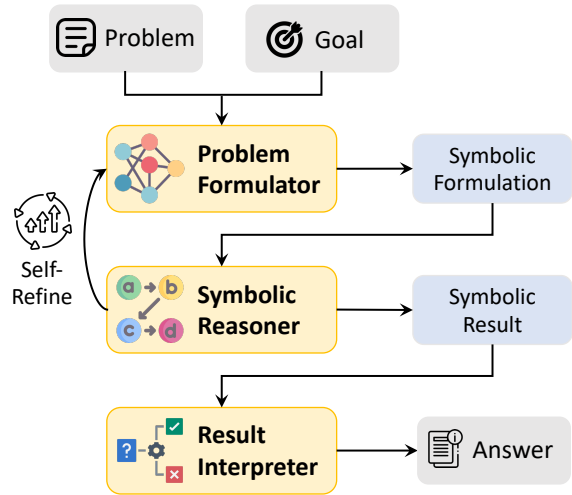 Problem
Goal
Problem
Formulator
Symbolic
Formulation
Self-
Refine
a b
c d
Symbolic
Reasoner
Symbolic
Result
?
Result
Interpreter
i
Answer